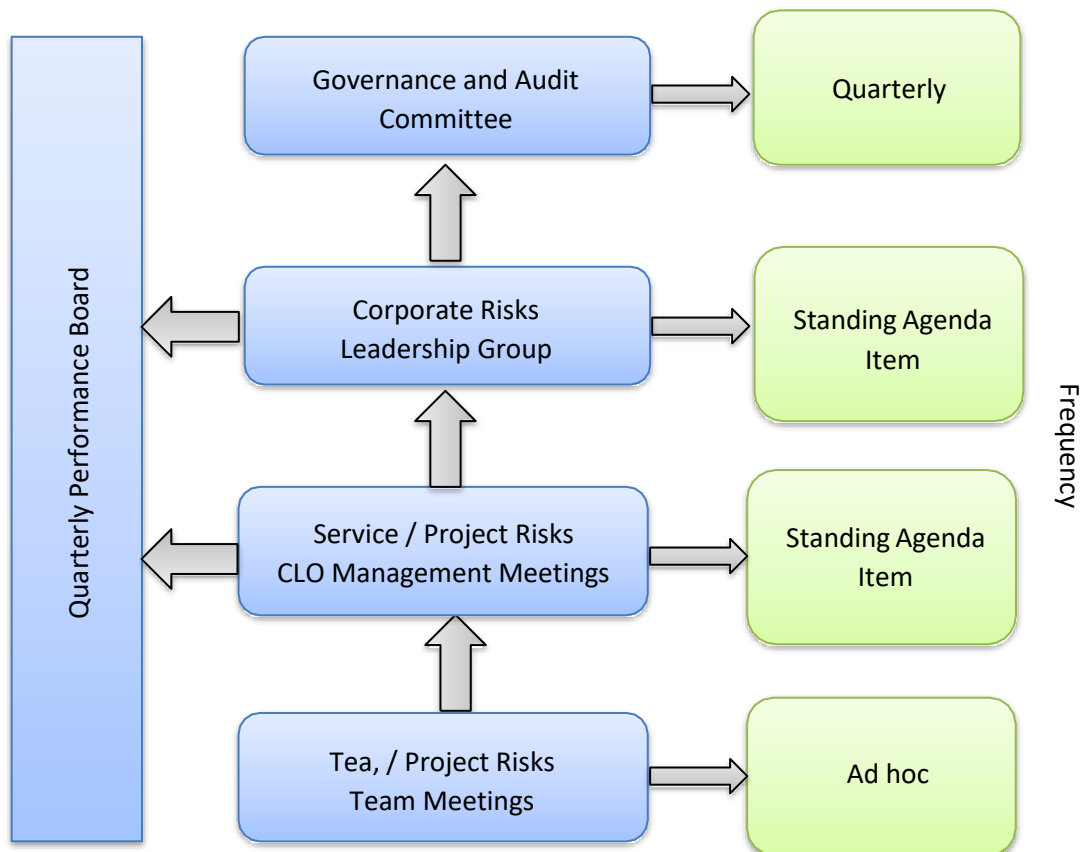 Quarterly Performance Board
Governance and Audit
Committee
Quarterly
Corporate Risks
Leadership Group
Standing Agenda
Item
Service / Project Risks
CLO Management Meetings
Standing Agenda
Item
Tea, / Project Risks
Team Meetings
Ad hoc
Frequency